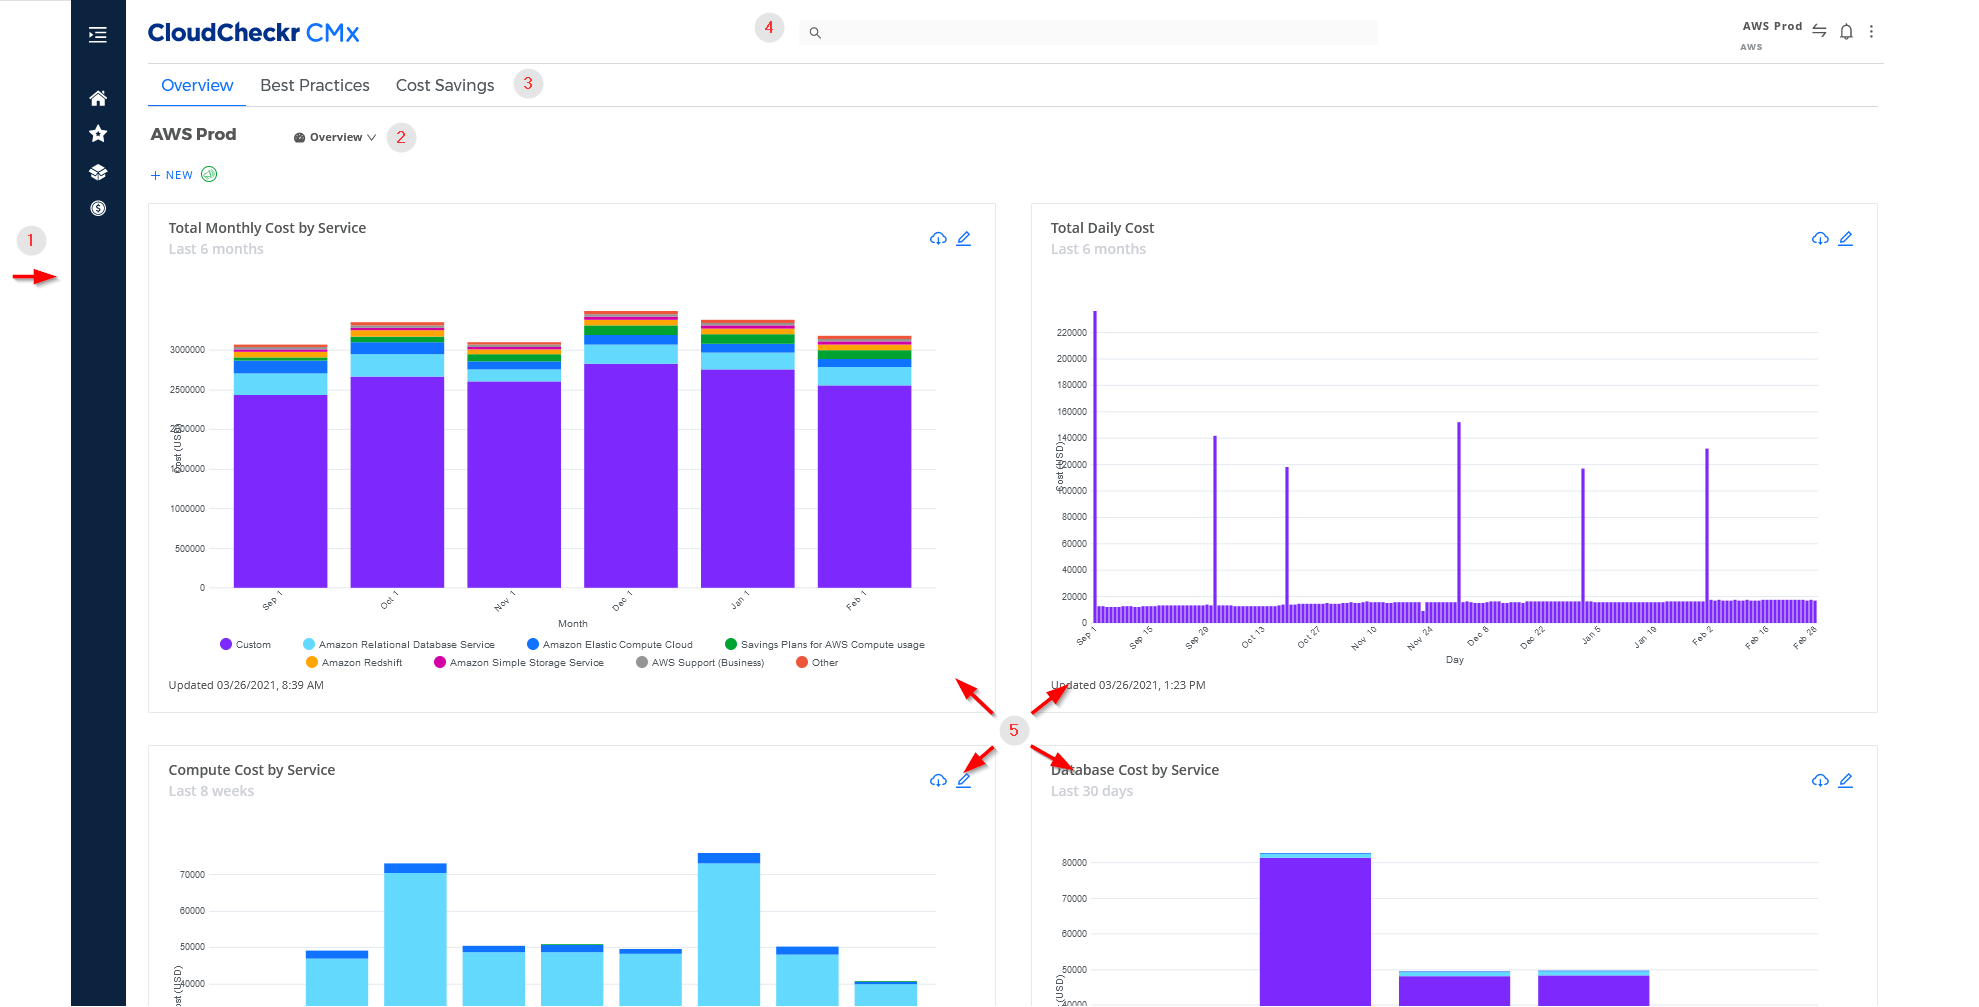 CloudCheckr CMx
4
AWS Prod
AWS
Overview Best Practices Cost Savings 3
AWS Prod Overview 2
+ NEW
1
Total Monthly Cost by Service
Last 6 months
3000000
2500000
2000000
1500000
1000000
500000
0
Cost (USD)
Sep 1 Oct 1 Nov 1 Dec 1 Jan 1 Feb 1
Month
Custom Amazon Relational Database Service Amazon Elastic Compute Cloud Savings Plans for AWS Compute usage
Amazon Redshift Amazon Simple Storage Service AWS Support (Business) Other
Updated 03/26/2021, 8:39 AM
Total Daily Cost
Last 6 months
220000
200000
180000
160000
140000
120000
100000
80000
60000
40000
20000
0
Cost (USD)
Sep 1 Sep 15 Sep 29 Oct 13 Oct 27 Nov 10 Nov 24 Dec 8 Dec 22 Jan 5 Jan 19 Feb 2 Feb 16 Feb 28
Day
Updated 03/26/2021, 1:23 PM
5
Compute Cost by Service
Last 8 weeks
70000
60000
50000
40000
(USD)
Database Cost by Service
Last 30 days
80000
70000
60000
50000
40000
(USD)